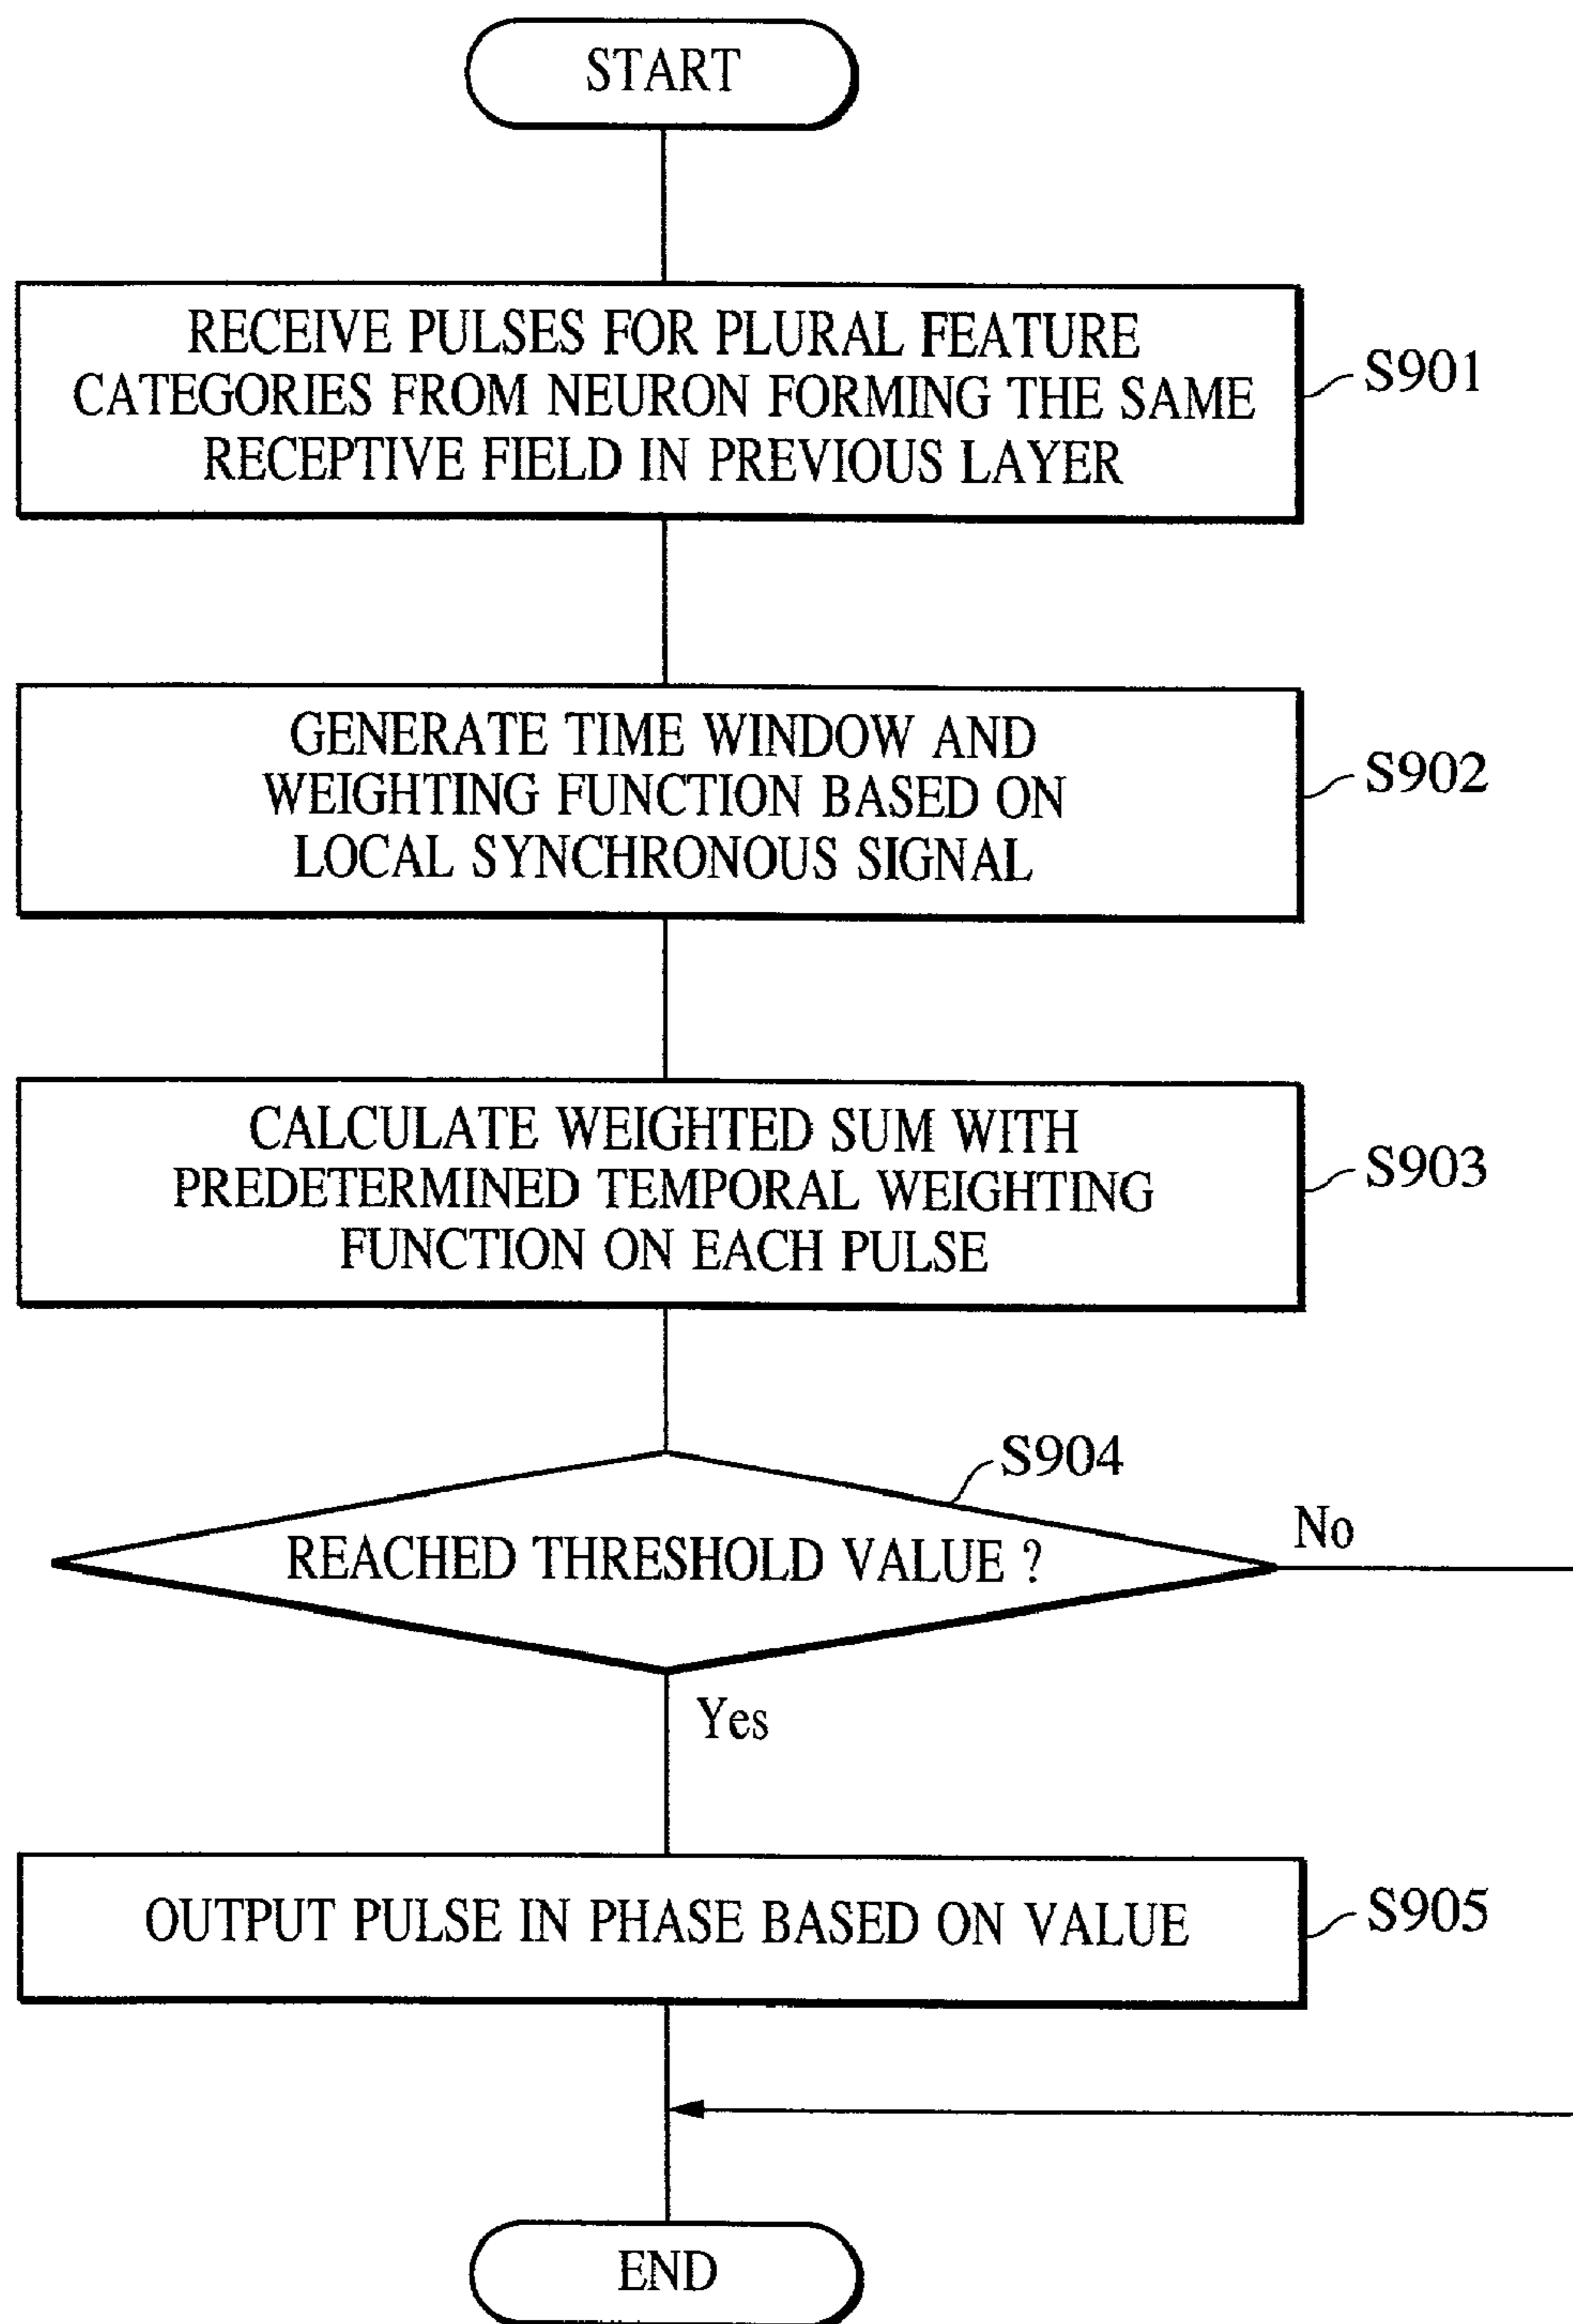 START
RECEIVE PULSES FOR PLURAL FEATURE
CATEGORIES FROM NEURON FORMING THE SAME
RECEPTIVE FIELD IN PREVIOUS LAYER
S901
GENERATE TIME WINDOW AND
WEIGHTING FUNCTION BASED ON
LOCAL SYNCHRONOUS SIGNAL
S902
CALCULATE WEIGHTED SUM WITH
PREDETERMINED TEMPORAL WEIGHTING
FUNCTION ON EACH PULSE
S903
S904
REACHED THRESHOLD VALUE ?
No
Yes
OUTPUT PULSE IN PHASE BASED ON VALUE
S905
END